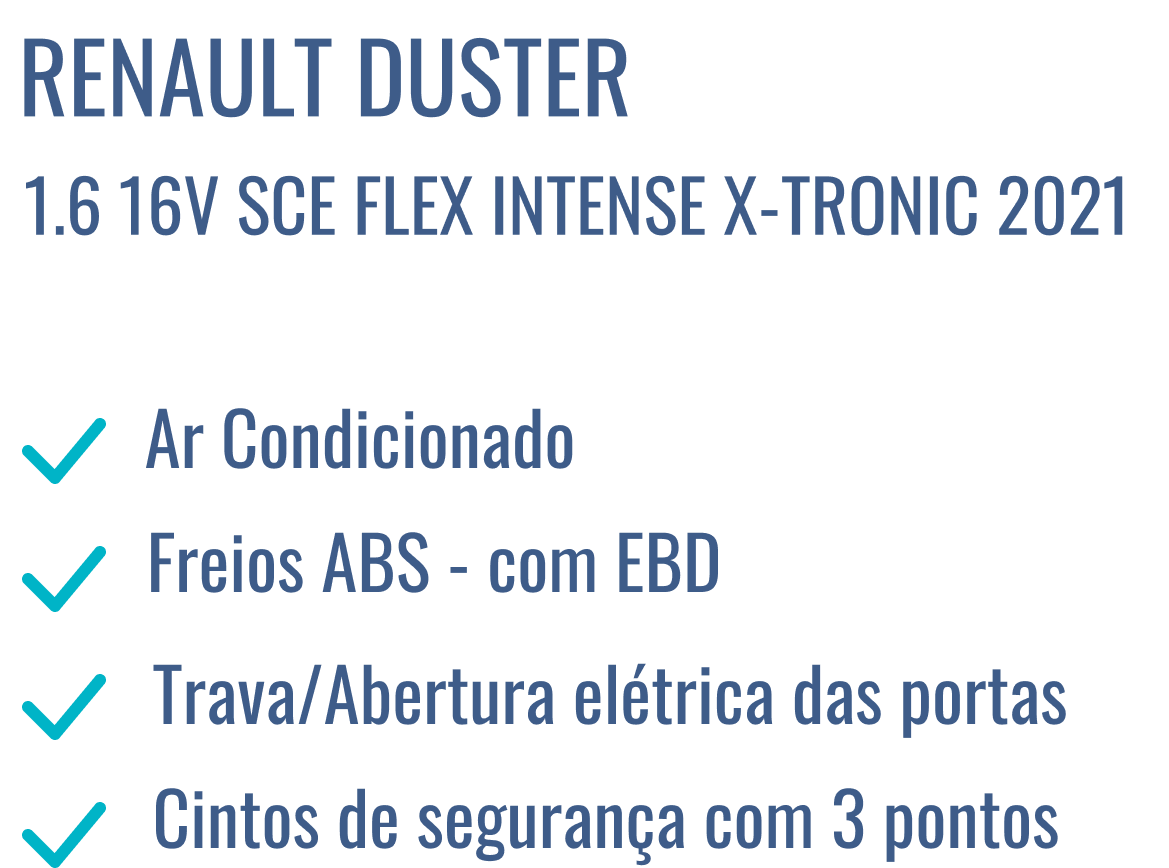 RENAULT DUSTER
1.6 16V SCE FLEX INTENSE X-TRONIC 2021
Ar Condicionado
Freios ABS - com EBD
Trava/Abertura elétrica das portas
Cintos de segurança com 3 pontos